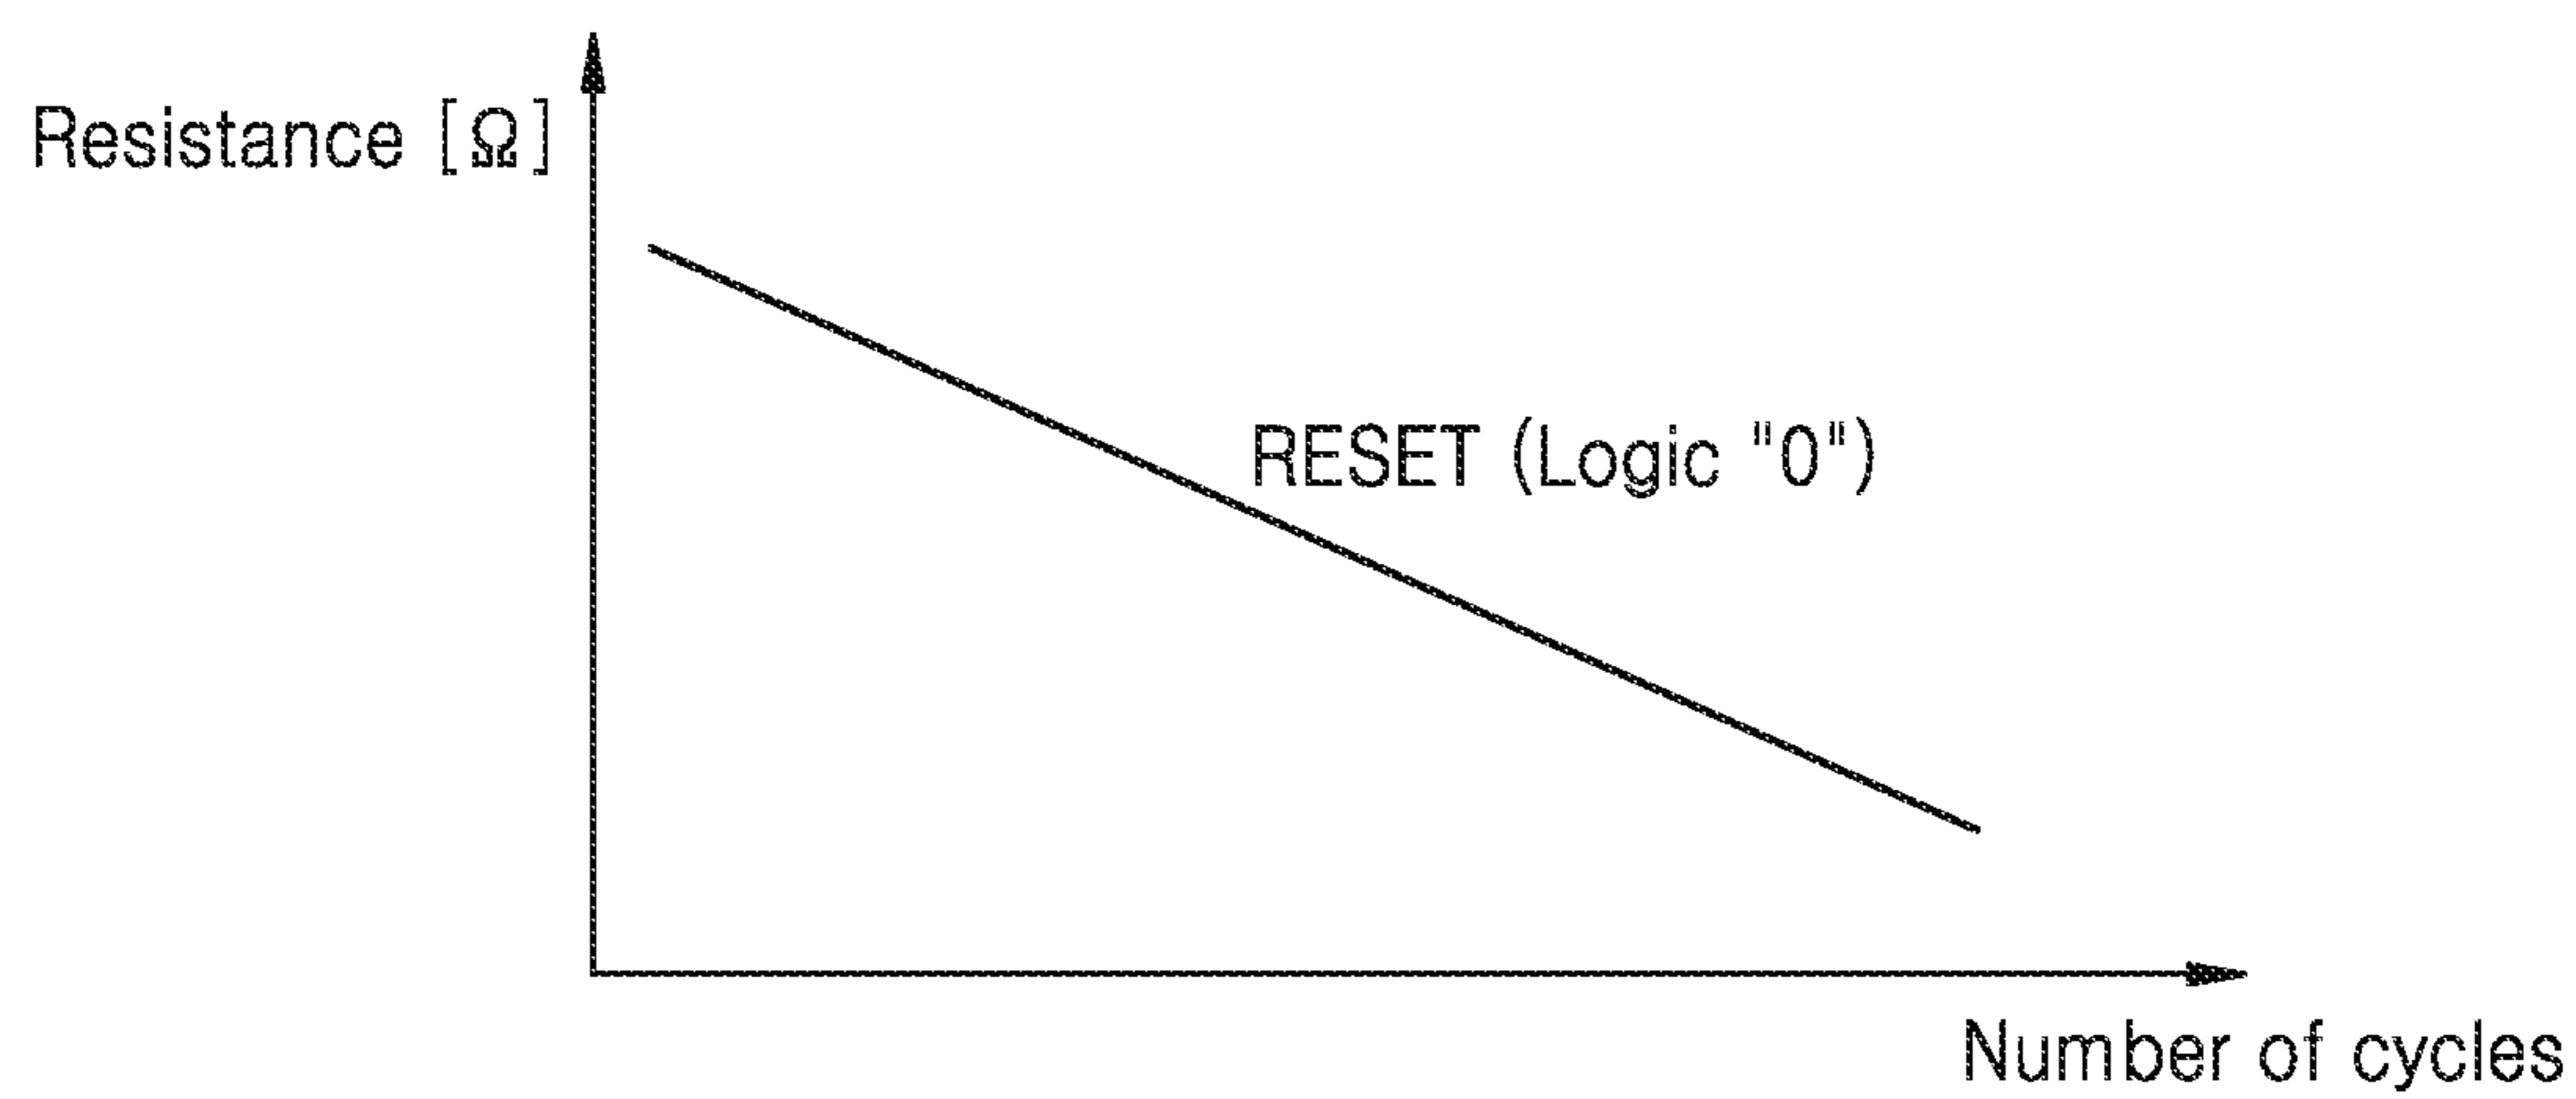 Resistance [Ω]
RESET (Logic "0")
Number of cycles